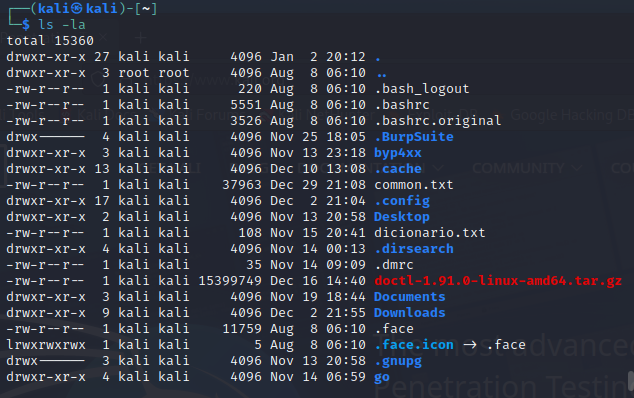 ┌──(kali㉿kali)-[~]
└─$ ls -la
total 15360
drwxr-xr-x 27 kali kali     4096 Jan  2 20:12 .
drwxr-xr-x  3 root root     4096 Aug  8 06:10 ..
-rw-r--r--  1 kali kali      220 Aug  8 06:10 .bash_logout
-rw-r--r--  1 kali kali     5551 Aug  8 06:10 .bashrc
-rw-r--r--  1 kali kali     3526 Aug  8 06:10 .bashrc.original
drwx------  4 kali kali     4096 Nov 25 18:05 .BurpSuite
drwxr-xr-x  3 kali kali     4096 Nov 13 23:18 byp4xx
drwxr-xr-x 13 kali kali     4096 Dec 10 13:08 .cache
-rw-r--r--  1 kali kali    37963 Dec 29 21:08 common.txt
drwxr-xr-x 17 kali kali     4096 Dec  2 21:04 .config
drwxr-xr-x  2 kali kali     4096 Nov 13 20:58 Desktop
-rw-r--r--  1 kali kali      108 Nov 15 20:41 dicionario.txt
drwxr-xr-x  4 kali kali     4096 Nov 14 00:13 .dirsearch
-rw-r--r--  1 kali kali       35 Nov 14 09:09 .dmrc
-rw-r--r--  1 kali kali 15399749 Dec 16 14:40 doctl-1.91.0-linux-amd64.tar.gz
drwxr-xr-x  3 kali kali     4096 Nov 19 18:44 Documents
drwxr-xr-x  9 kali kali     4096 Dec  2 21:55 Downloads
-rw-r--r--  1 kali kali    11759 Aug  8 06:10 .face
lrwxrwxrwx  1 kali kali        5 Aug  8 06:10 .face.icon -> .face
drwx------  3 kali kali     4096 Nov 13 20:58 .gnupg
drwxr-xr-x  4 kali kali     4096 Nov 14 06:59 go
Google Hacking DB
COMMUNITY
most advanced
Penetration Testin